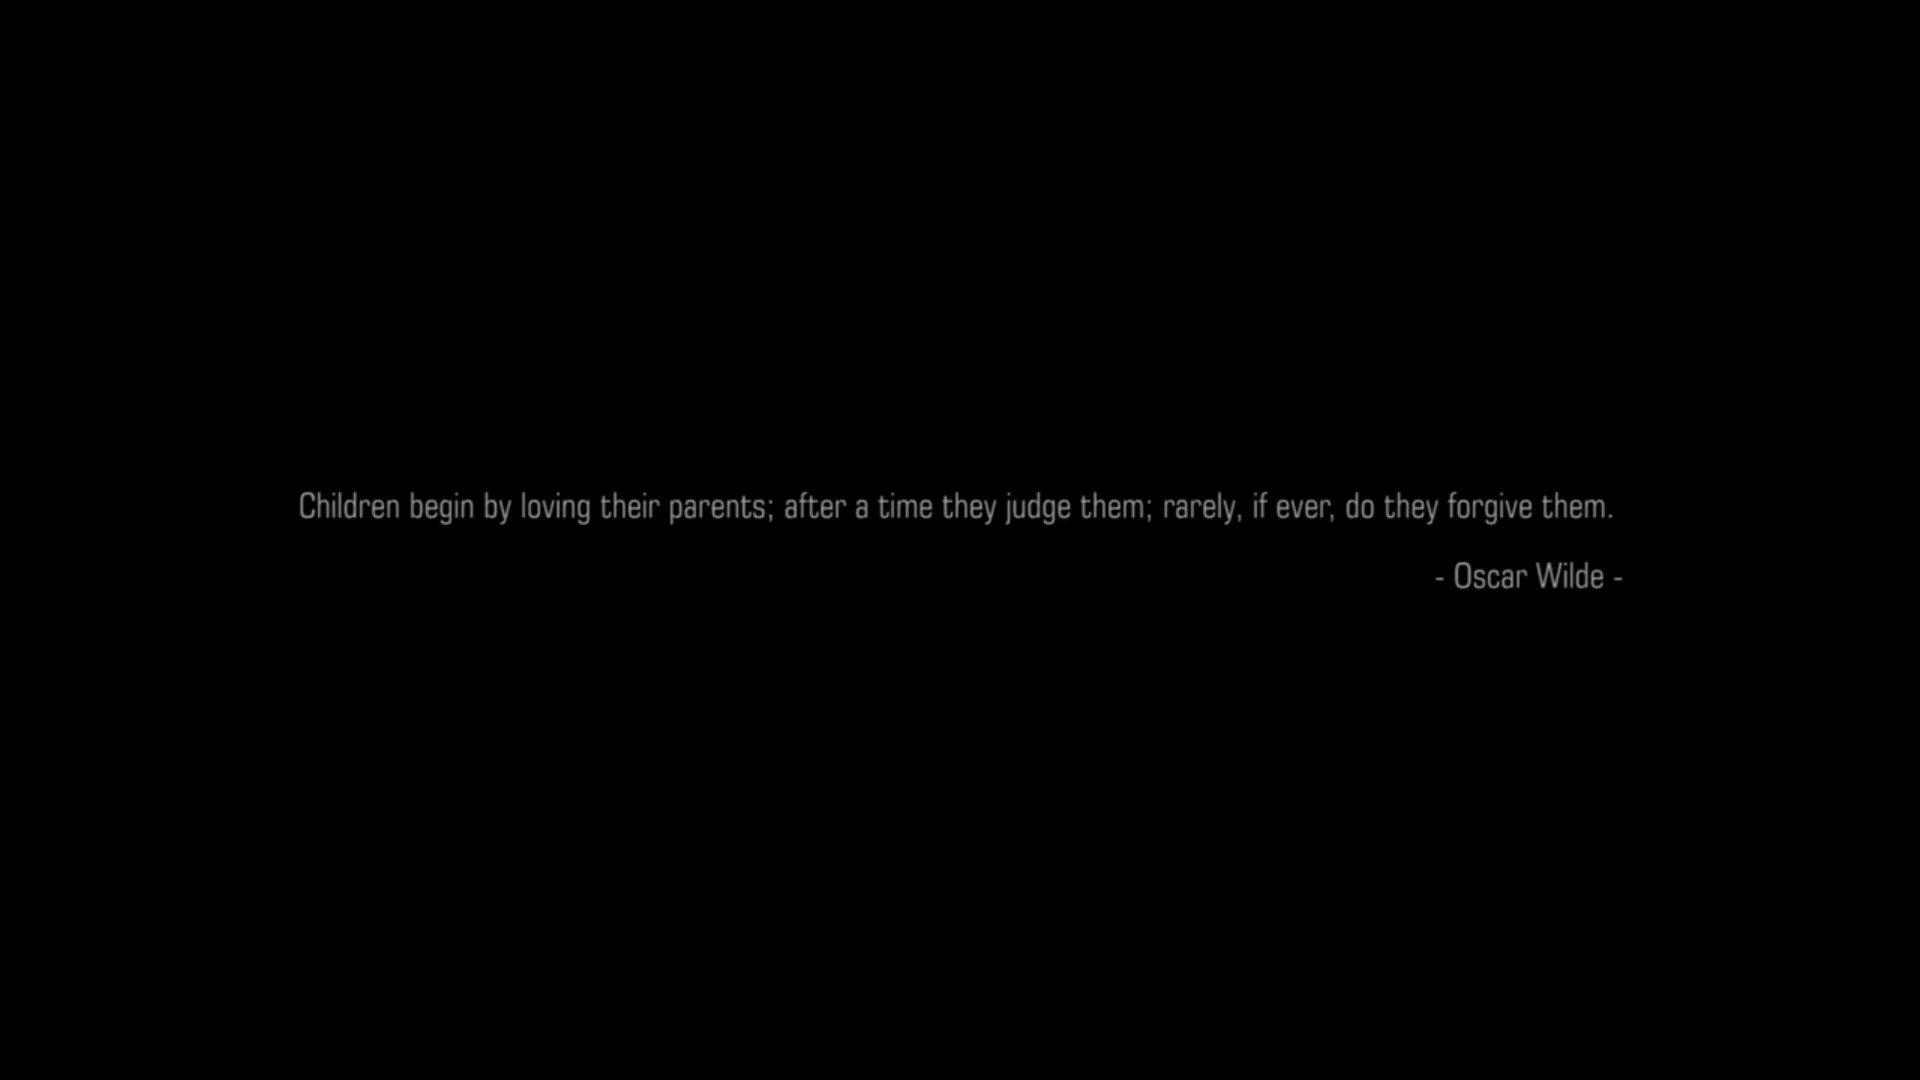 Children begin by loving their parents; after a time they judge them; rarely, if ever, do they forgive them.
- Oscar Wilde -